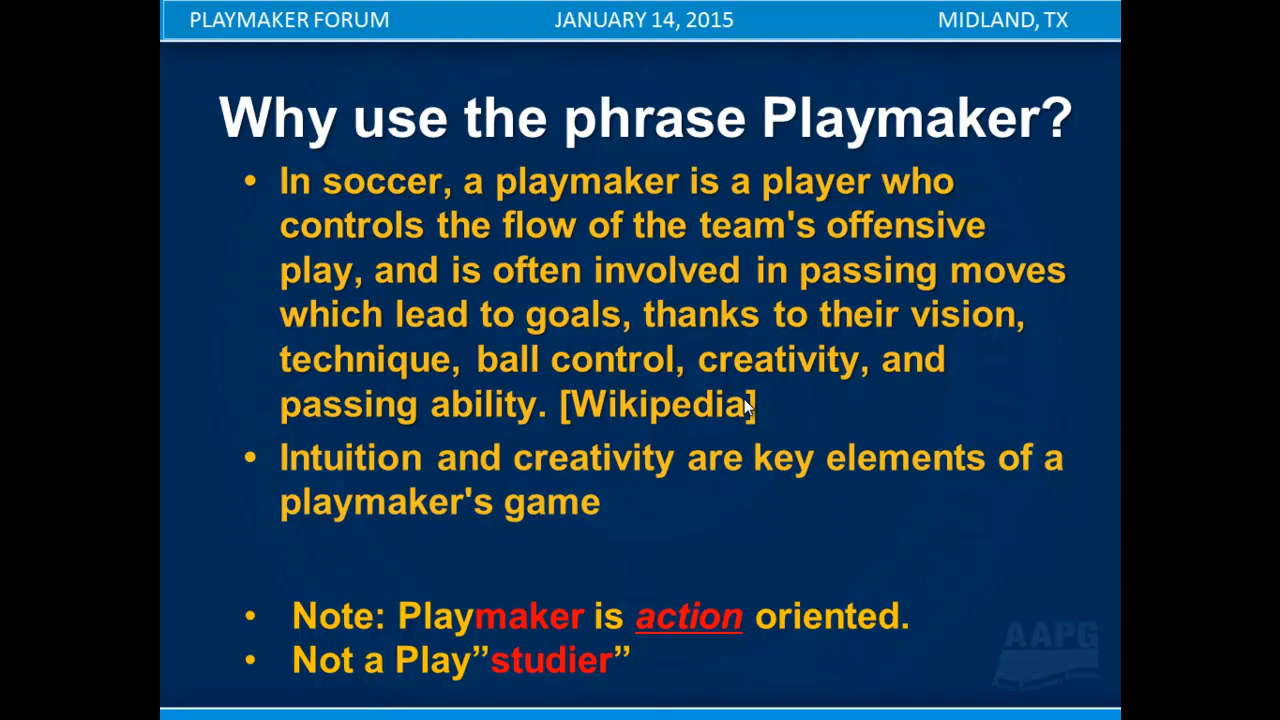 PLAYMAKER FORUM JANUARY 14, 2015 MIDLAND, TX
Why use the phrase Playmaker?
• In soccer, a playmaker is a player who
controls the flow of the team's offensive
play, and is often involved in passing moves
which lead to goals, thanks to their vision,
technique, ball control, creativity, and
passing ability. [Wikipedia]
• Intuition and creativity are key elements of a
playmaker's game
• Note: Playmaker is action oriented.
• Not a Play”studier”
AAPG